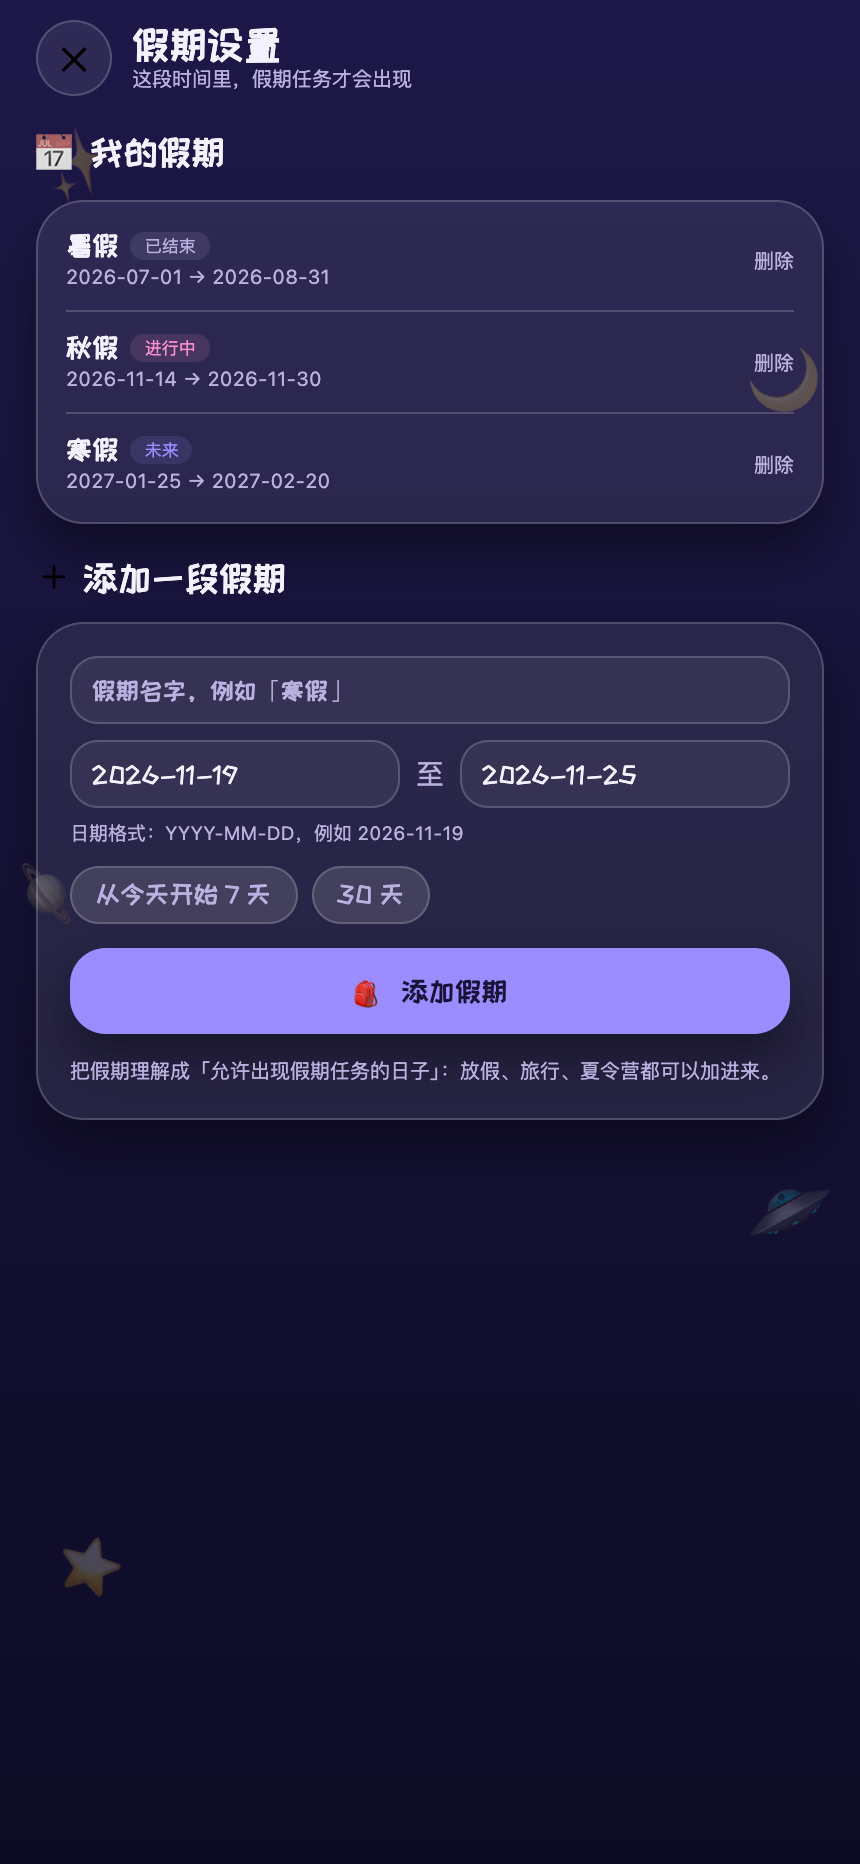 假期设置
这段时间里，假期任务才会出现
JUL
17
我的假期
暑假 已结束
2026-07-01 → 2026-08-31
删除
秋假 进行中
2026-11-14 → 2026-11-30
删除
寒假 未来
2027-01-25 → 2027-02-20
删除
添加一段假期
假期名字，例如「寒假」
2026-11-19 至 2026-11-25
日期格式：YYYY-MM-DD，例如 2026-11-19
从今天开始 7 天 30 天
添加假期
把假期理解成「允许出现假期任务的日子」：放假、旅行、夏令营都可以加进来。